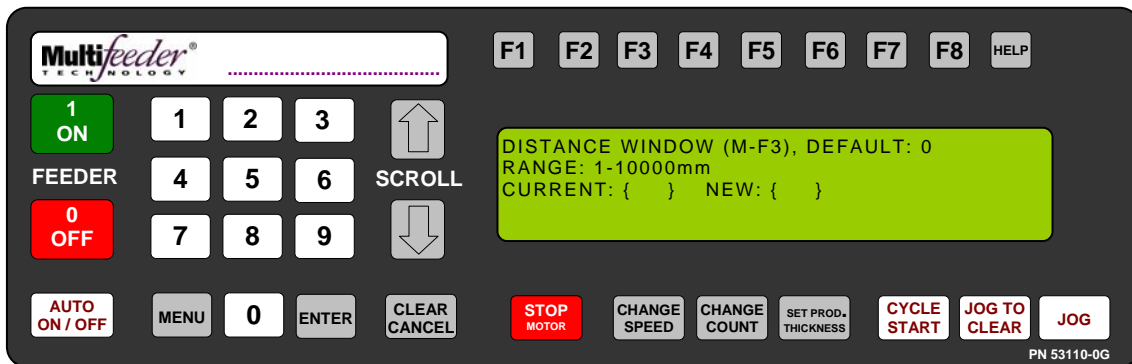 Multifeeder®
TECHNOLOGY
F1 F2 F3 F4 F5 F6 F7 F8 HELP
1
ON
1 2 3
FEEDER
4 5 6
SCROLL
0
OFF
7 8 9
DISTANCE WINDOW (M-F3), DEFAULT: 0
RANGE: 1-10000mm
CURRENT: { } NEW: { }
AUTO
ON / OFF
MENU 0 ENTER
CLEAR
CANCEL
STOP
MOTOR
CHANGE
SPEED
CHANGE
COUNT
SET PROD.
THICKNESS
CYCLE
START
JOG TO
CLEAR
JOG
PN 53110-0G